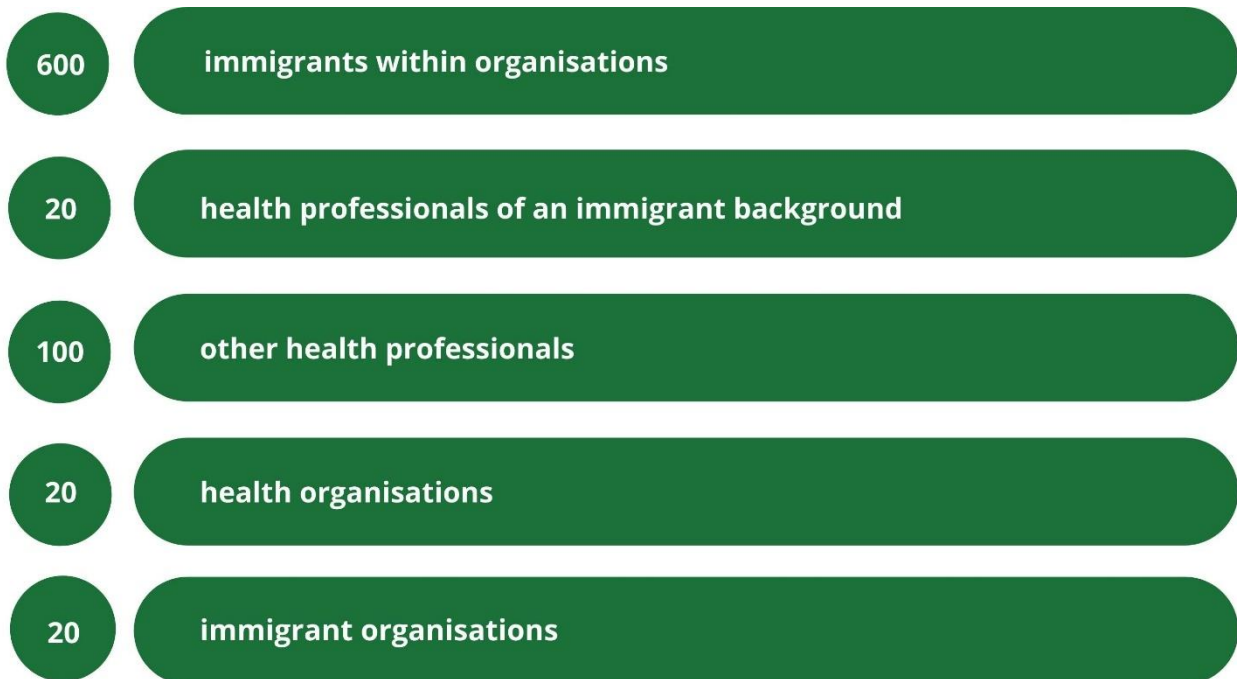 600 immigrants within organisations
20 health professionals of an immigrant background
100 other health professionals
20 health organisations
20 immigrant organisations